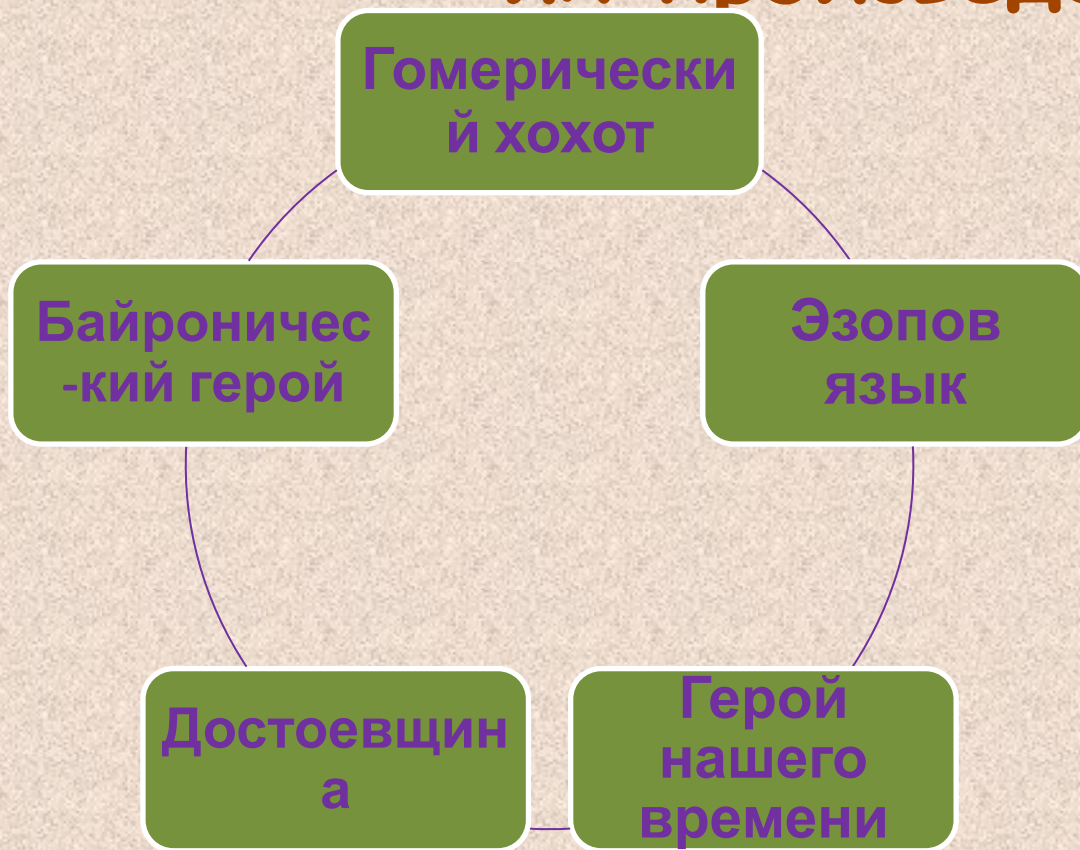 Гомерически
й хохот
Байроничес
-кий герой
Эзопов
язык
Достоевщин
а
Герой
нашего
времени